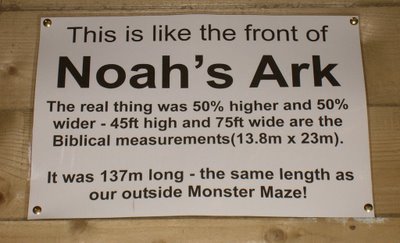 This is like the front of
Noah's Ark
The real thing was 50% higher and 50%
wider - 45ft high and 75ft wide are the
Biblical measurements(13.8m x 23m).
It was 137m long - the same length as
our outside Monster Maze!